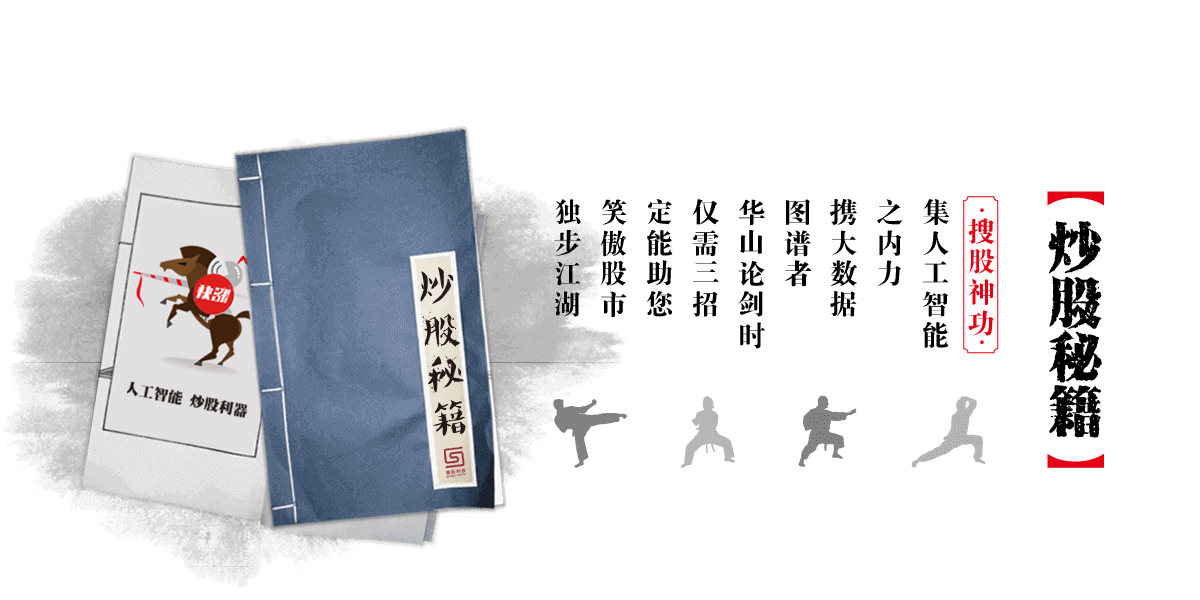 炒股秘籍
搜股神功
集人工智能
之内力
携大数据
图谱者
华山论剑时
仅需三招
定能助您
笑傲股市
独步江湖
炒股秘籍
快涨
人工智能 炒股利器